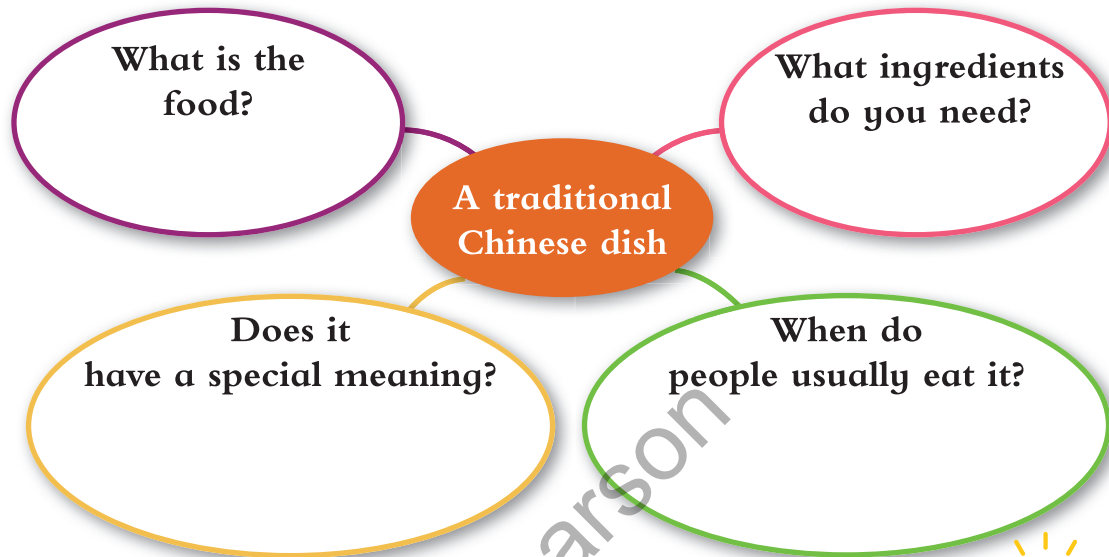 What is the
food?
What ingredients
do you need?
A traditional
Chinese dish
Does it
have a special meaning?
When do
people usually eat it?
arson